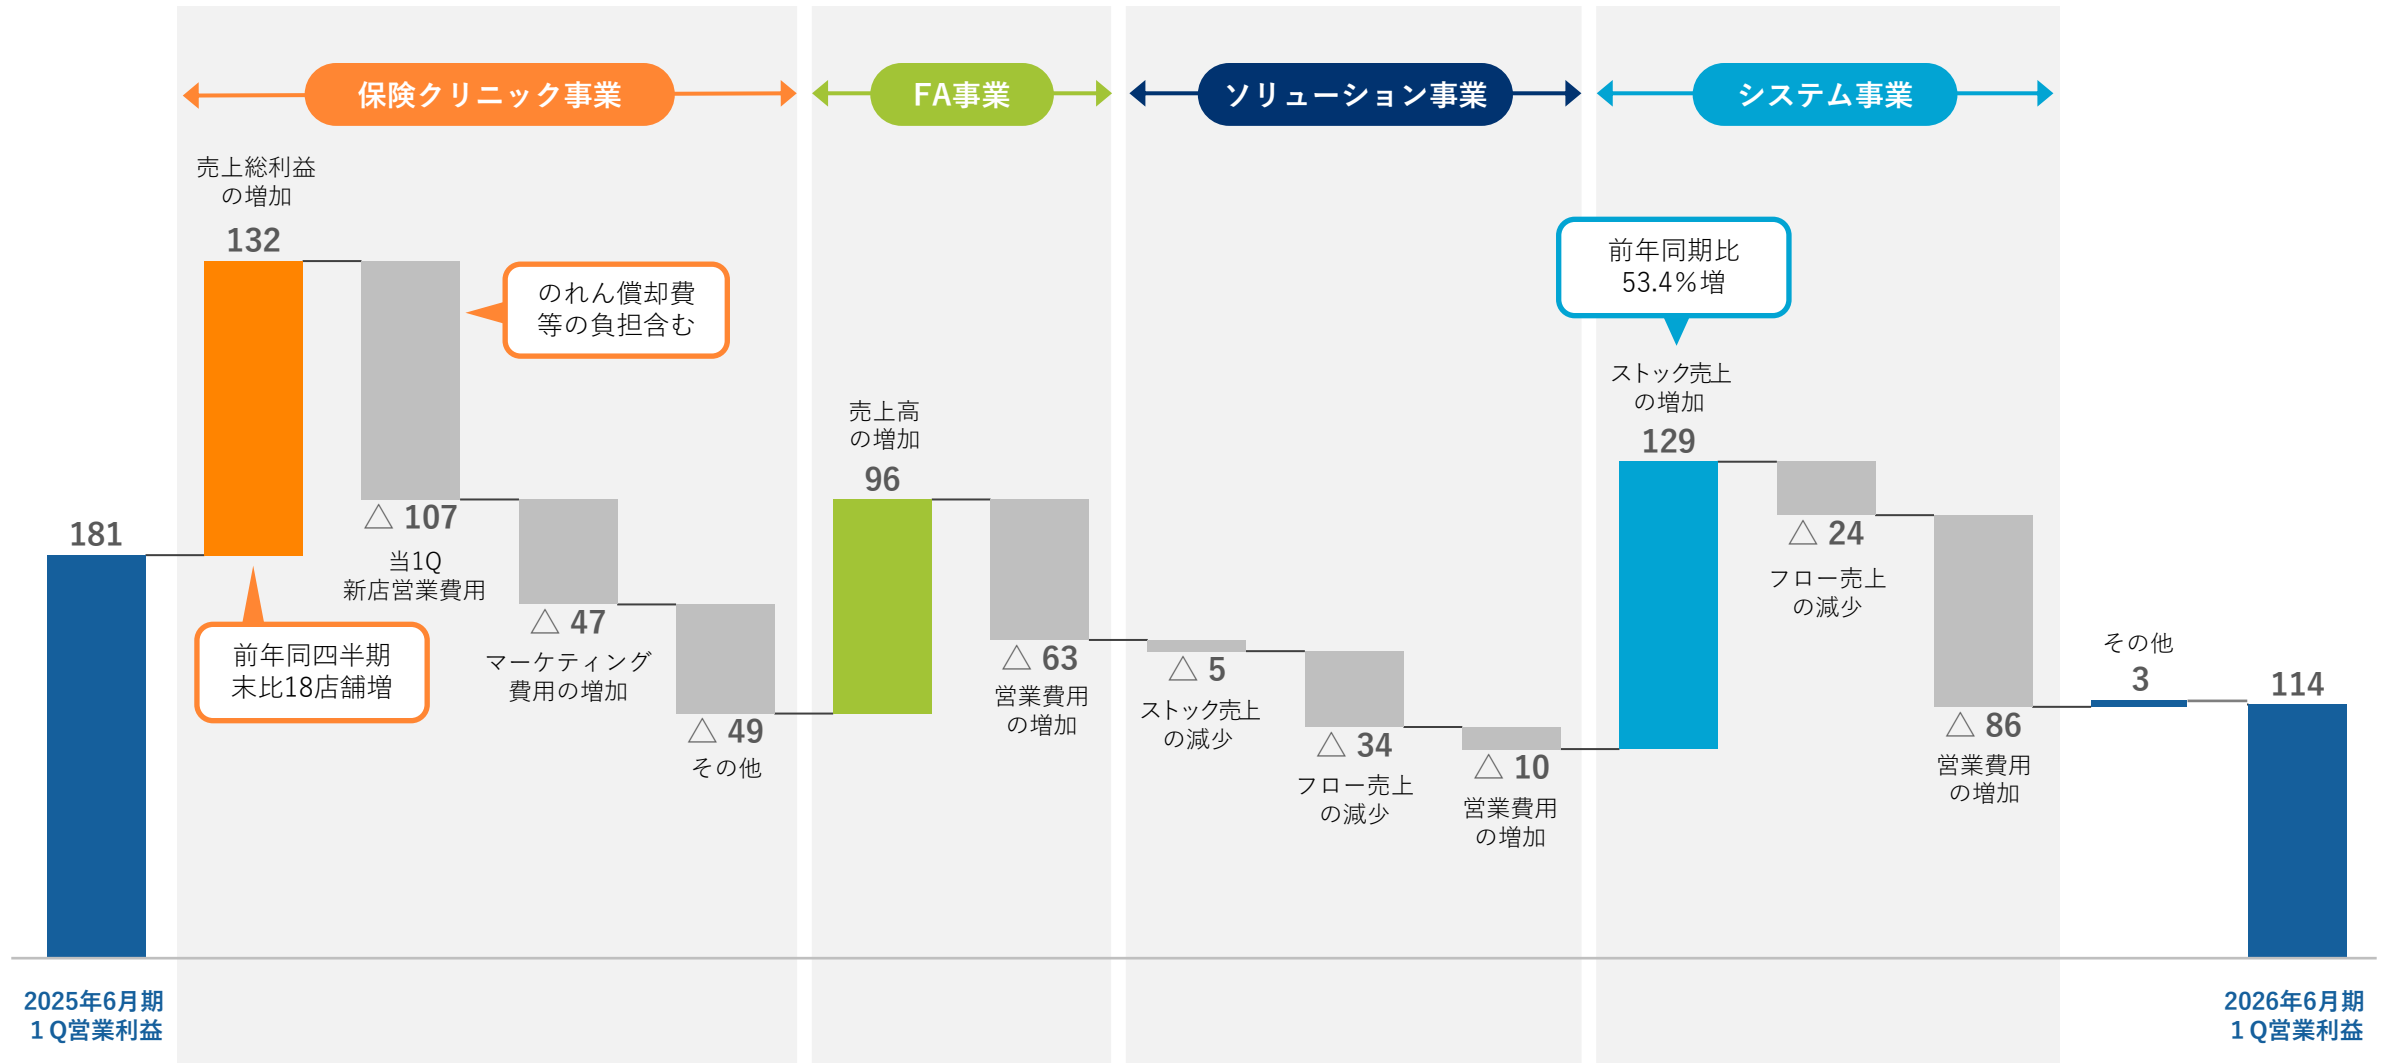 保険クリニック事業
FA事業
ソリューション事業
システム事業
181
売上総利益
の増加
132
前年同四半期
末比18店舗増
のれん償却費
等の負担含む
△ 107
当1Q
新店営業費用
△ 47
マーケティング
費用の増加
△ 49
その他
売上高
の増加
96
△ 63
営業費用
の増加
△ 5
ストック売上
の減少
△ 34
フロー売上
の減少
△ 10
営業費用
の増加
前年同期比
53.4%増
ストック売上
の増加
129
△ 24
フロー売上
の減少
△ 86
営業費用
の増加
その他
3
114
2025年6月期
1Q営業利益
2026年6月期
1Q営業利益